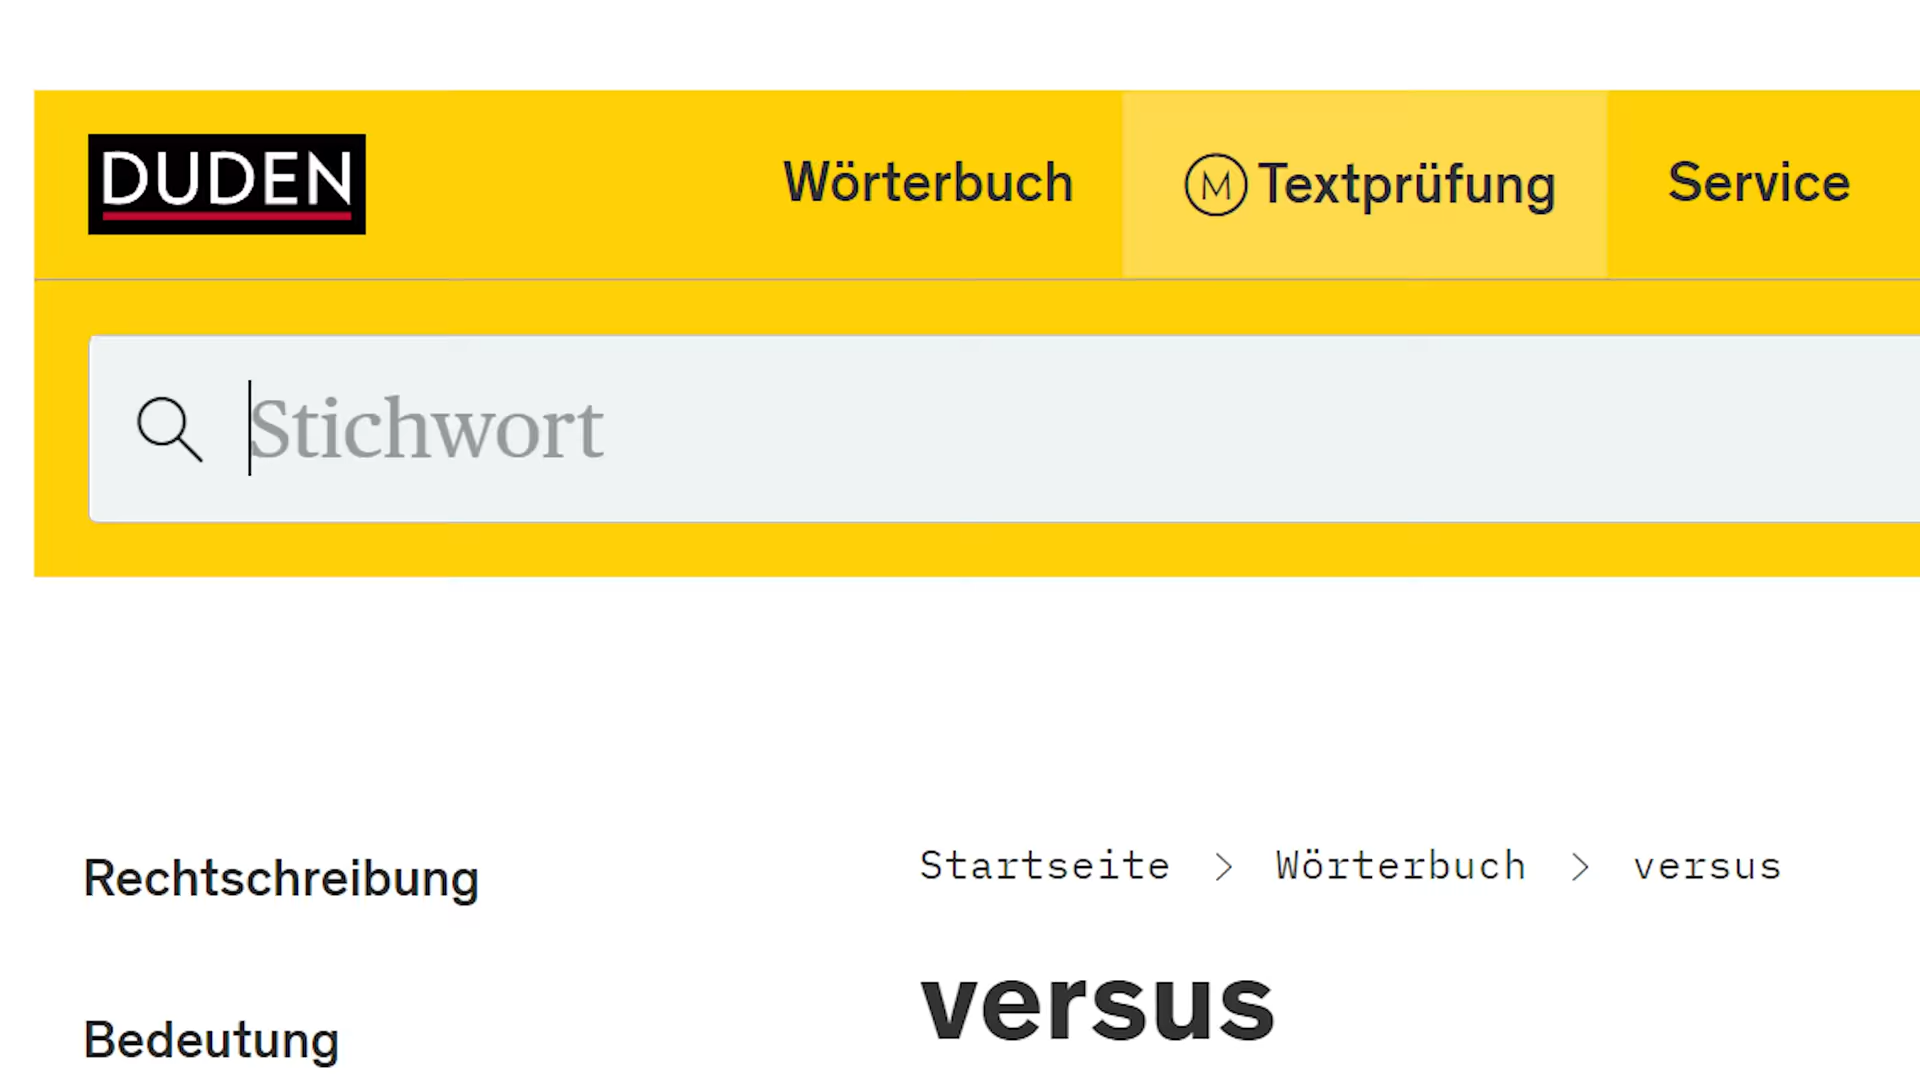 DUDEN
Wörterbuch
M Textprüfung
Service
Stichwort
Rechtschreibung
Startseite > Wörterbuch > versus
versus
Bedeutung